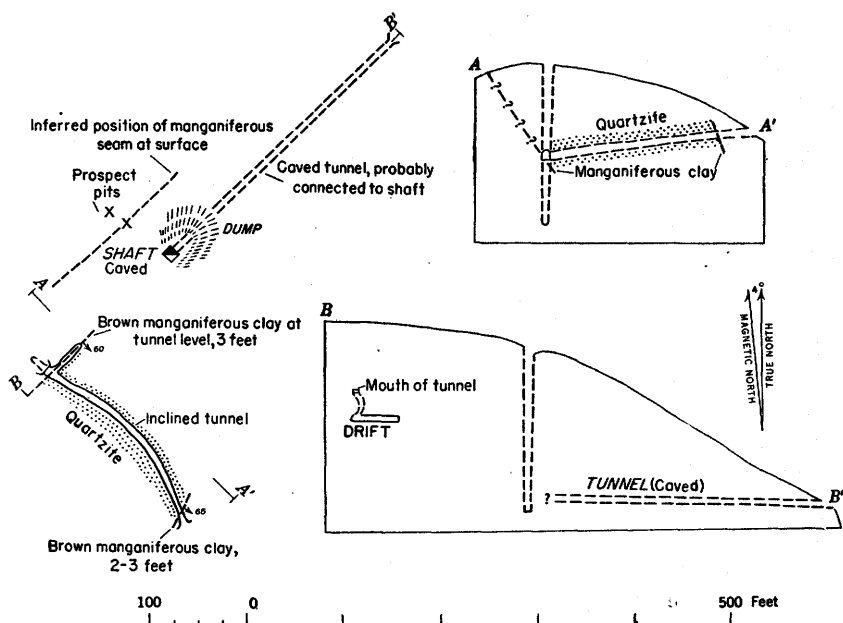 B'
Inferred position of manganiferous
seam at surface
Prospect
pits
X
X
Caved tunnel, probably
connected to shaft
DUMP
SHAFT
Caved
A
A
A'
Quartzite
Manganiferous clay
Brown manganiferous clay at
tunnel level, 3 feet
60
B
Inclined tunnel
Quartzite
A'
65
Brown manganiferous clay,
2-3 feet
B
Mouth of tunnel
DRIFT
TUNNEL (Caved)
?
B'
4°
MAGNETIC NORTH
TRUE NORTH
? ? ? ?
100 0 500 Feet